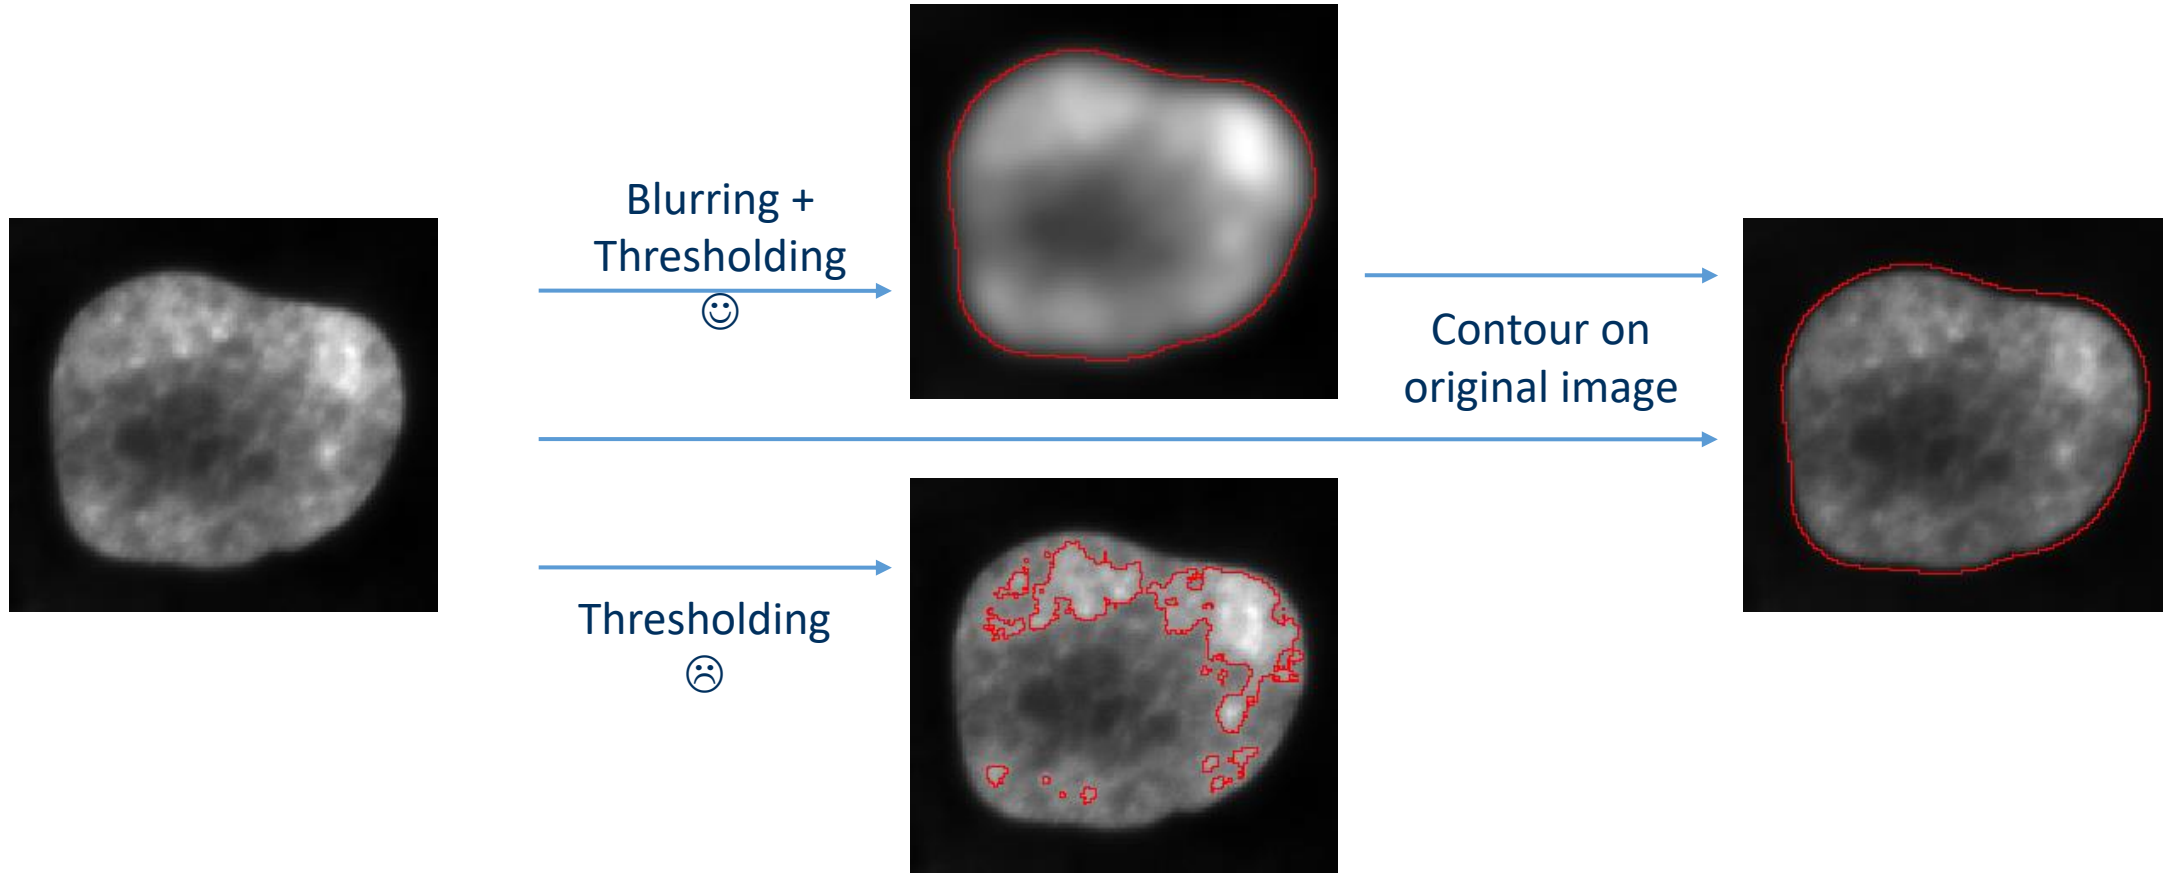 Blurring +
Thresholding
☺
Contour on
original image
Thresholding
☹